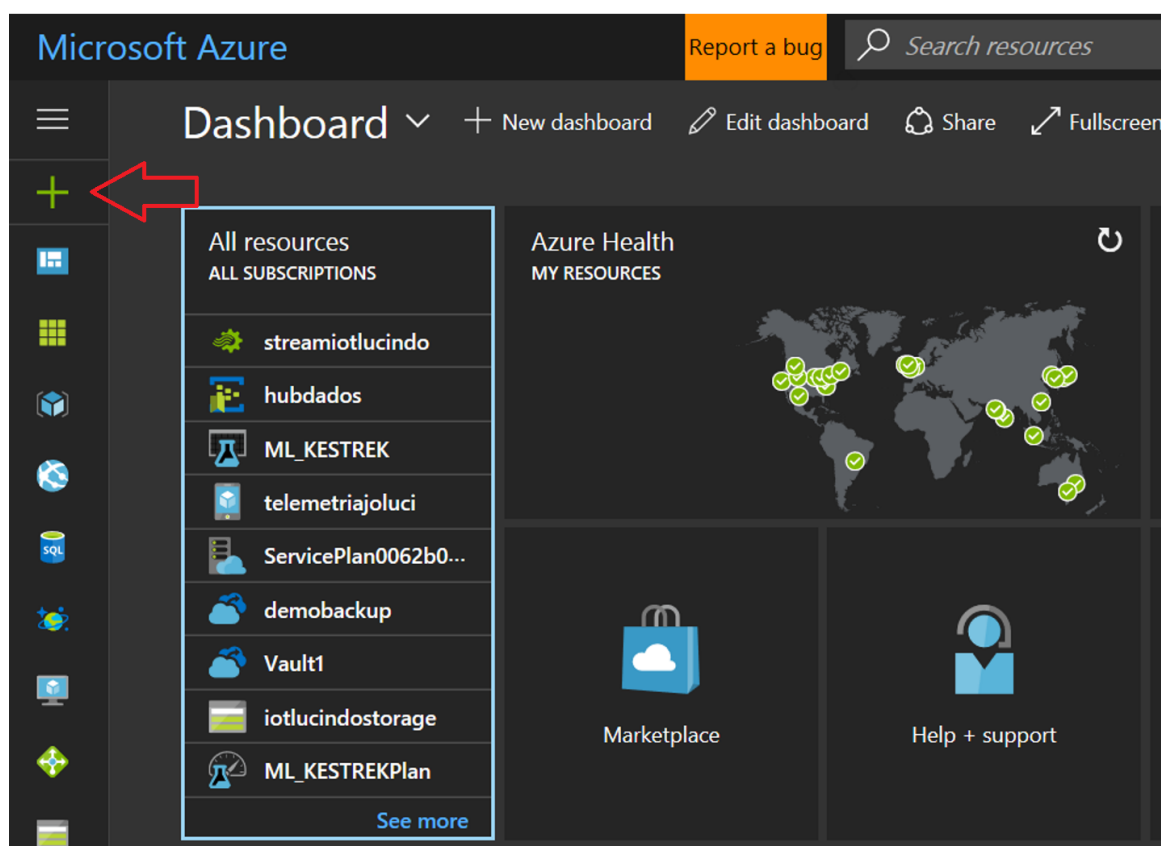 Microsoft Azure
Report a bug
Search resources
Dashboard
New dashboard
Edit dashboard
Share
Fullscreen
All resources
ALL SUBSCRIPTIONS
streamiotlucindo
hubdados
ML_KESTREK
telemetriajoluci
ServicePlan0062b0...
demobackup
Vault1
iotlucindostorage
ML_KESTREKPlan
See more
Azure Health
MY RESOURCES
Marketplace
Help + support
SQL